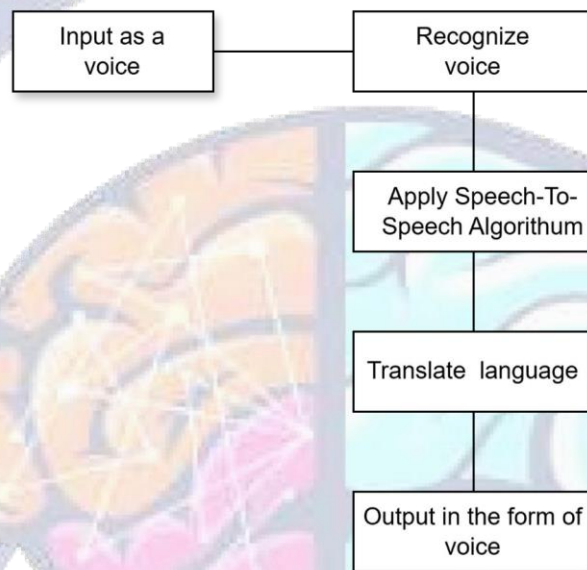 Input as a
voice
Recognize
voice
Apply Speech-To-
Speech Algorithum
Translate language
Output in the form of
voice